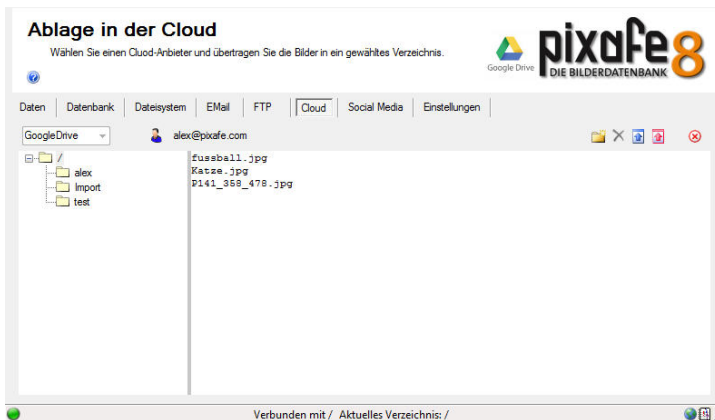 Ablage in der Cloud
Wählen Sie einen Cluod-Anbieter und übertragen Sie die Bilder in ein gewähltes Verzeichnis.
Google Drive
pixafe 8
DIE BILDERDATENBANK
Daten Datenbank Dateisystem EMail FTP Cloud Social Media Einstellungen
GoogleDrive alex@pixafe.com
/
alex
Import
test
fussball.jpg
Katze.jpg
P141_358_478.jpg
Verbunden mit / Aktuelles Verzeichnis: /